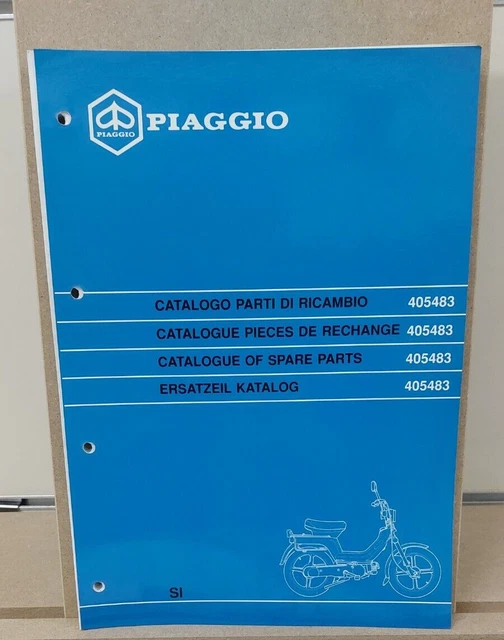 PIAGGIO
PIAGGIO
CATALOGO PARTI DI RICAMBIO 405483
CATALOGUE PIECES DE RECHANGE 405483
CATALOGUE OF SPARE PARTS 405483
ERSATZEIL KATALOG 405483
SI